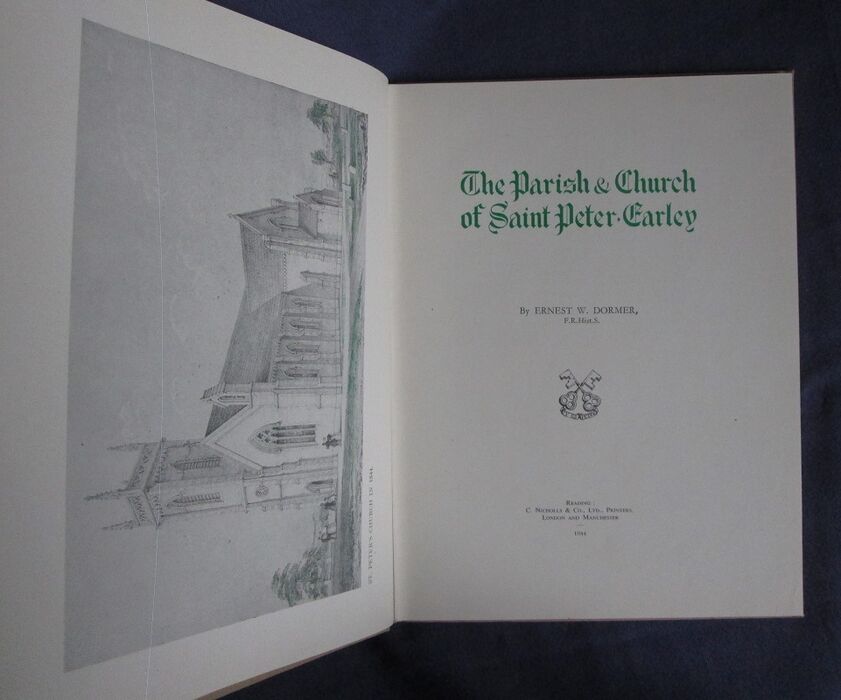 ST. PETER'S CHURCH IN 1844.
The Parish & Church
of Saint Peter·Earley
By ERNEST W. DORMER,
F.R.Hist.S.
READING:
C. NICHOLLS & CO., LTD., PRINTERS,
LONDON AND MANCHESTER
1944